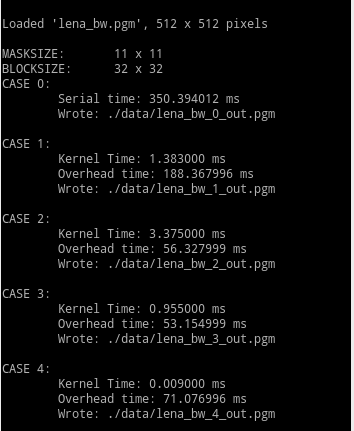 Loaded 'lena_bw.pgm', 512 x 512 pixels
MASKSIZE: 11 x 11
BLOCKSIZE: 32 x 32
CASE 0:
Serial time: 350.394012 ms
Wrote: ./data/lena_bw_0_out.pgm
CASE 1:
Kernel Time: 1.383000 ms
Overhead time: 188.367996 ms
Wrote: ./data/lena_bw_1_out.pgm
CASE 2:
Kernel Time: 3.375000 ms
Overhead time: 56.327999 ms
Wrote: ./data/lena_bw_2_out.pgm
CASE 3:
Kernel Time: 0.955000 ms
Overhead time: 53.154999 ms
Wrote: ./data/lena_bw_3_out.pgm
CASE 4:
Kernel Time: 0.009000 ms
Overhead time: 71.076996 ms
Wrote: ./data/lena_bw_4_out.pgm